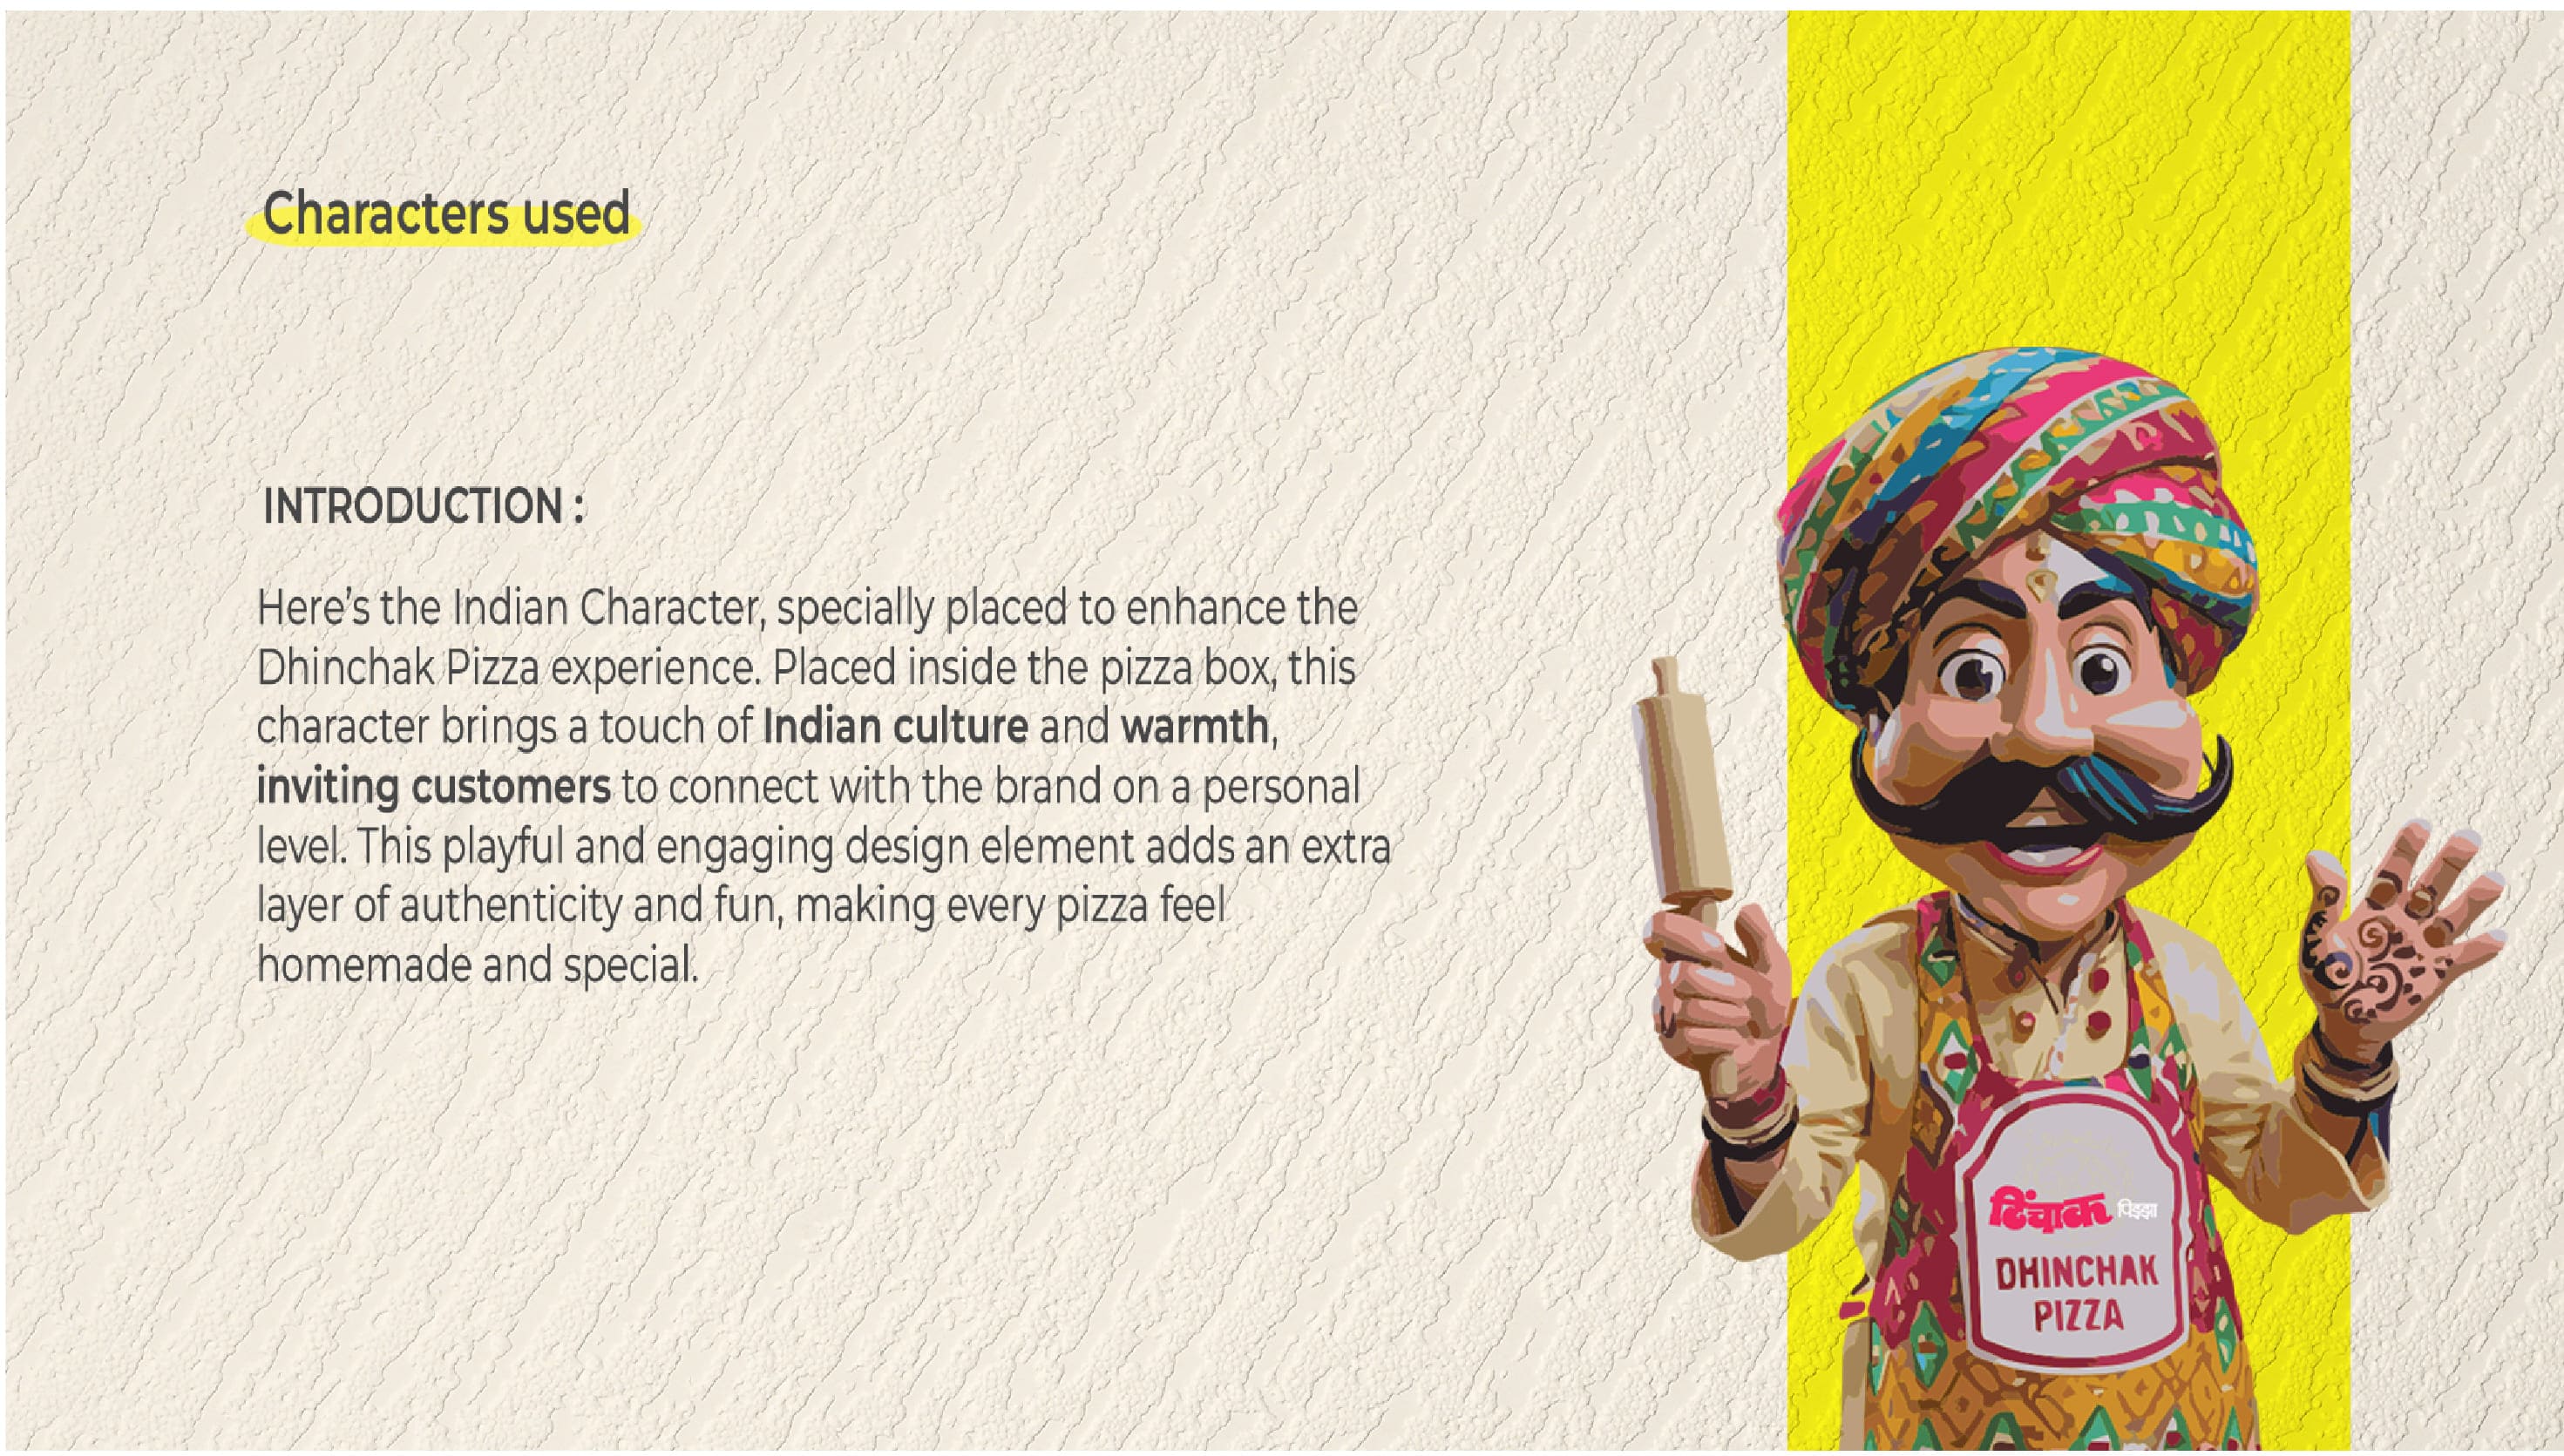 Characters used
INTRODUCTION :
Here's the Indian Character, specially placed to enhance the
Dhinchak Pizza experience. Placed inside the pizza box, this
character brings a touch of Indian culture and warmth,
inviting customers to connect with the brand on a personal
level. This playful and engaging design element adds an extra
layer of authenticity and fun, making every pizza feel
homemade and special.
ढिंचाक पिझ्झा
DHINCHAK
PIZZA